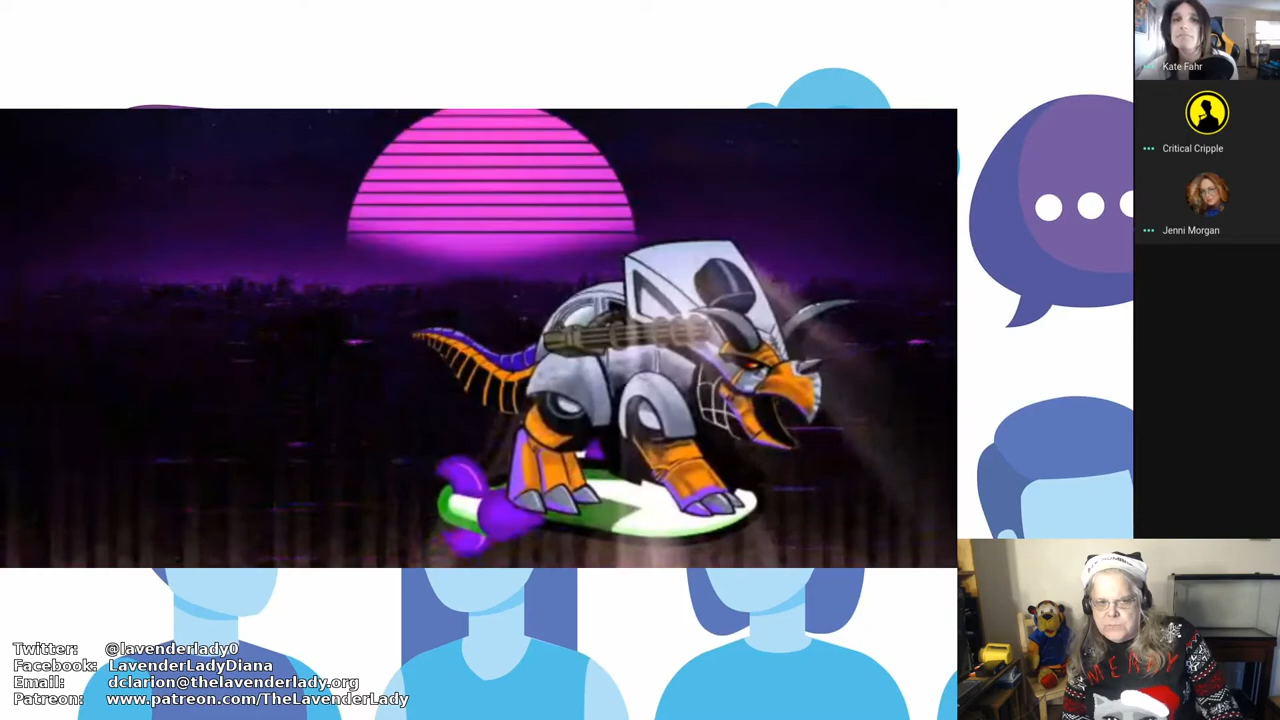 Kate Fahr
Critical Cripple
Jenni Morgan
Twitter: @lavenderlady0
Facebook: LavenderLadyDiana
Email: dclarion@thelavenderlady.org
Patreon: www.patreon.com/TheLavenderLady
MERRY